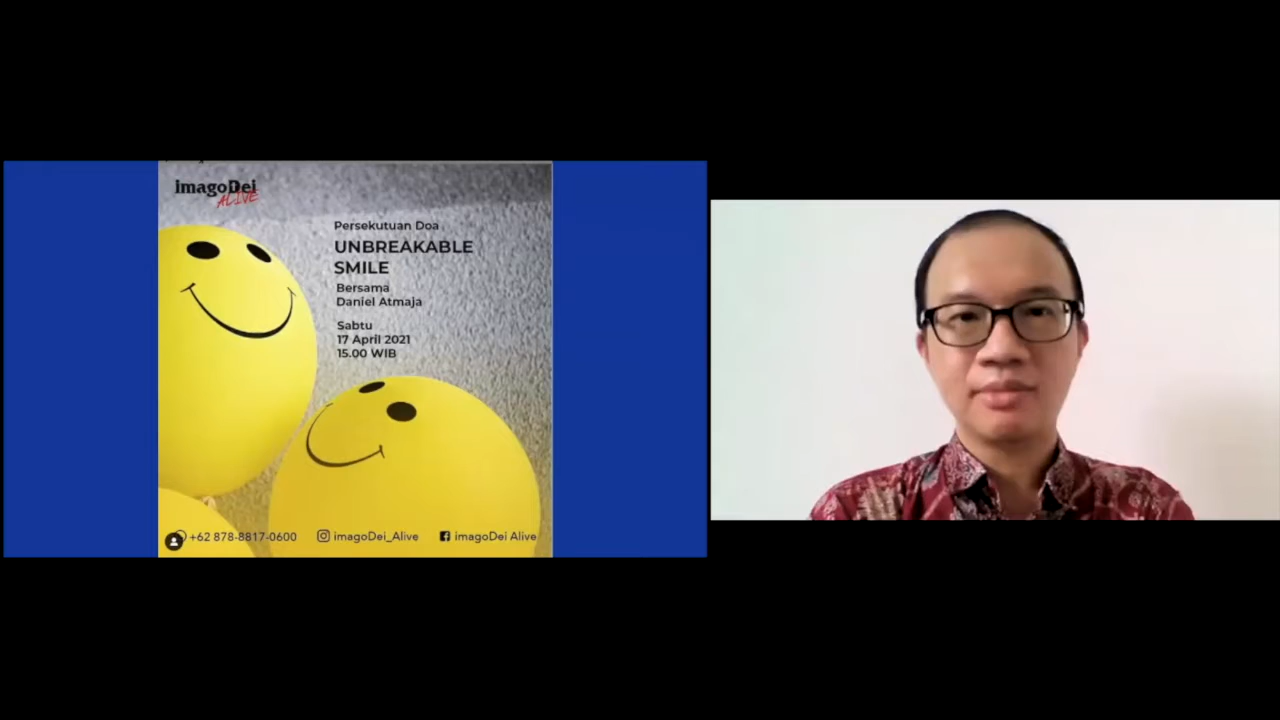 imagoDei
ALIVE
Persekutuan Doa
UNBREAKABLE
SMILE
Bersama
Daniel Atmaja
Sabtu
17 April 2021
15.00 WIB
+62 878-8817-0600
imagoDei_Alive
imagoDei Alive